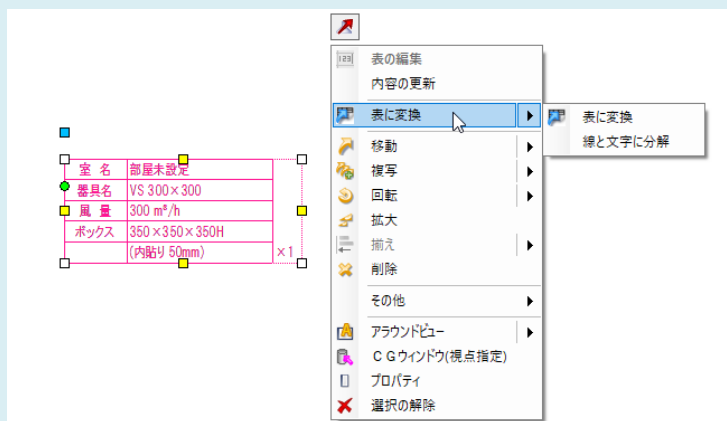 123
表の編集
内容の更新
表に変換
表に変換
線と文字に分解
移動
複写
回転
拡大
揃え
削除
その他
アラウンドビュー
CGウィンドウ(視点指定)
プロパティ
選択の解除
室 名 部屋未設定
器具名 VS 300×300
風 量 300 m³/h
ボックス 350×350×350H
(内貼り 50mm) ×1